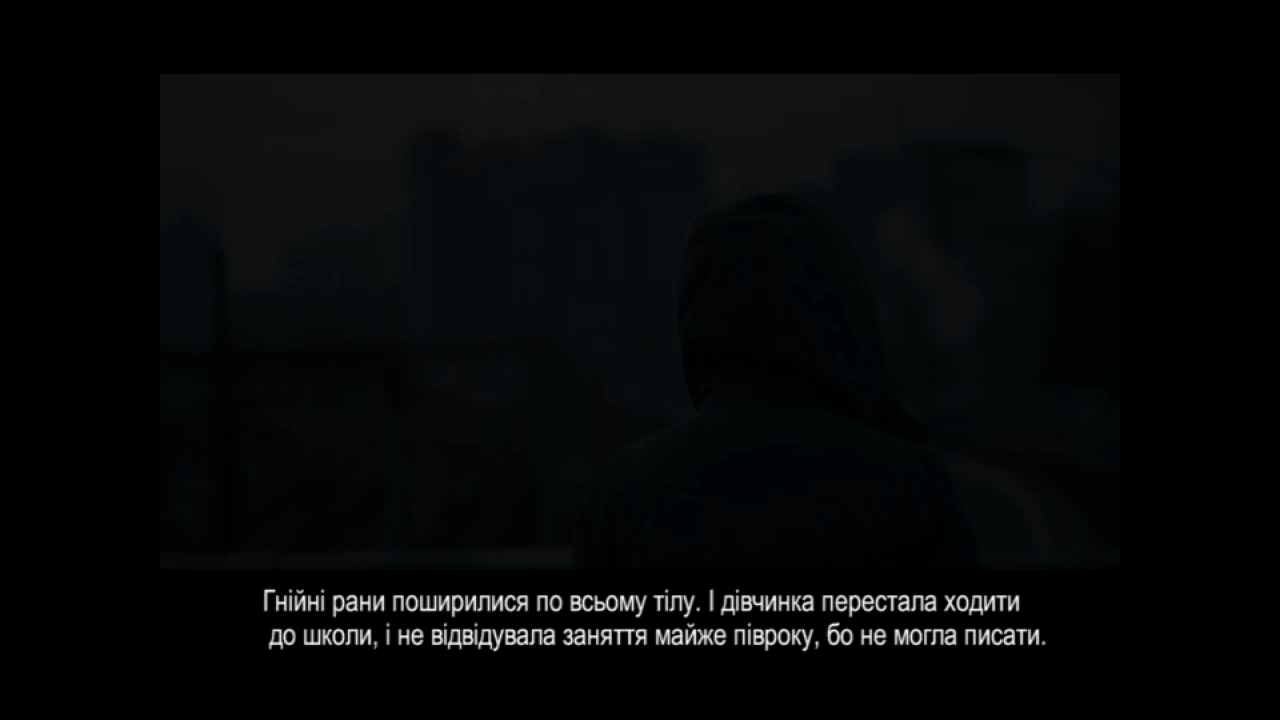 Гнійні рани поширилися по всьому тілу. І дівчинка перестала ходити
до школи, і не відвідувала заняття майже півроку, бо не могла писати.